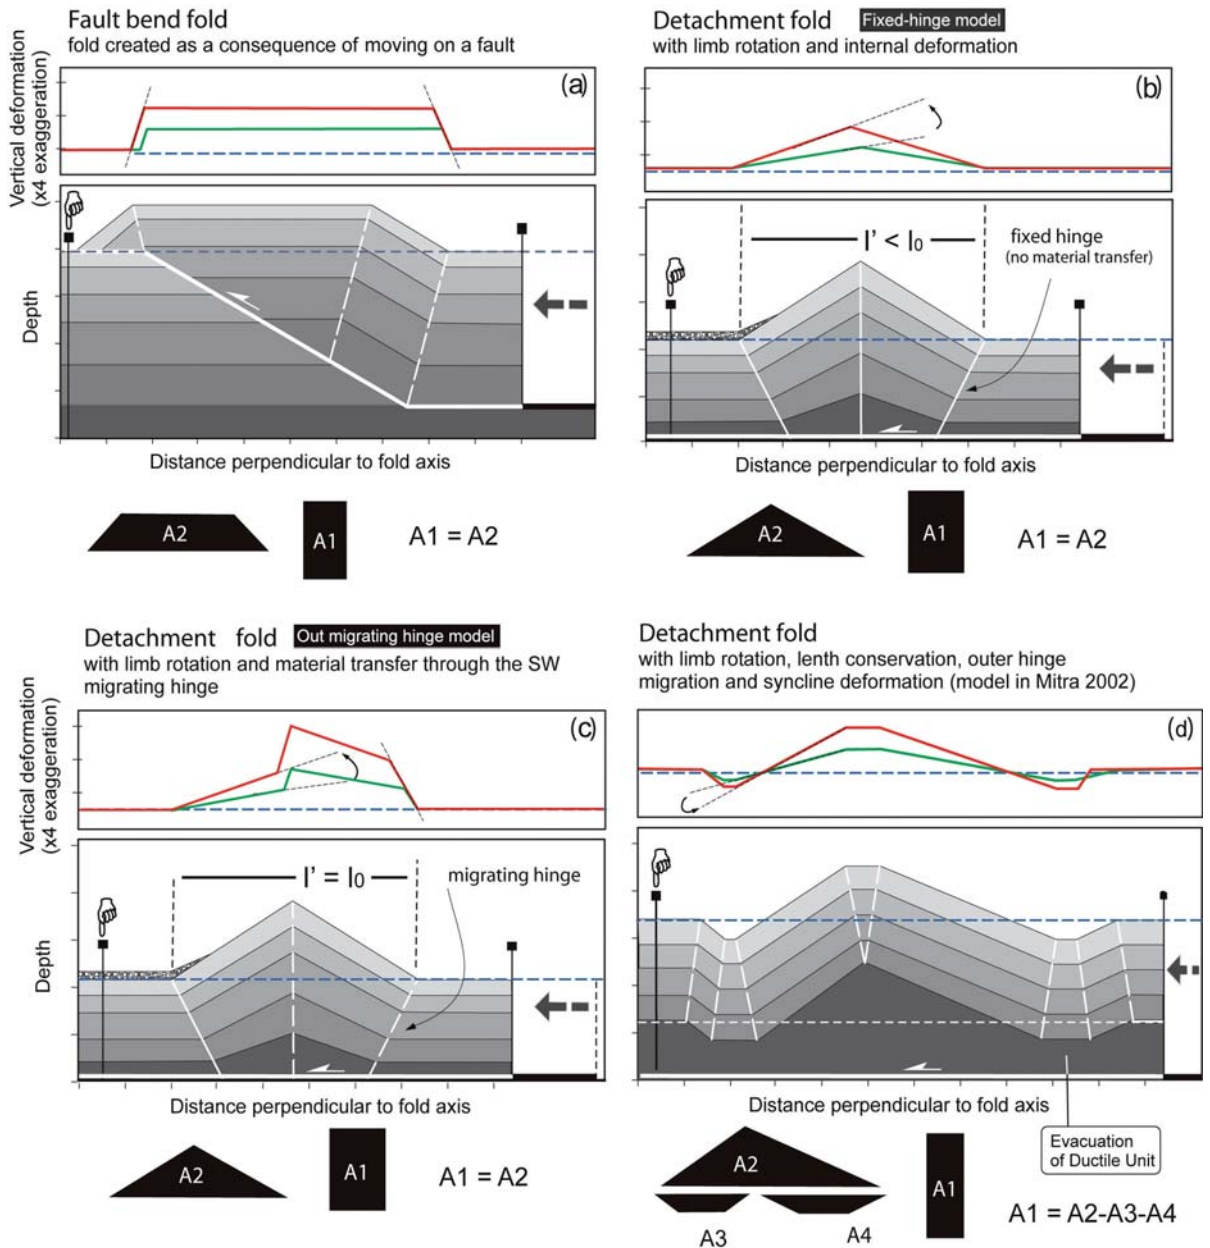 Fault bend fold
fold created as a consequence of moving on a fault
Vertical deformation
(x4 exaggeration)
(a)
Depth
Distance perpendicular to fold axis
A2
A1
A1 = A2
Detachment fold
Fixed-hinge model
with limb rotation and internal deformation
(b)
l' < l0
fixed hinge
(no material transfer)
Distance perpendicular to fold axis
A2
A1
A1 = A2
Detachment fold
Out migrating hinge model
with limb rotation and material transfer through the SW
migrating hinge
Vertical deformation
(x4 exaggeration)
(c)
Depth
l' = l0
migrating hinge
Distance perpendicular to fold axis
A2
A1
A1 = A2
Detachment fold
with limb rotation, lenth conservation, outer hinge
migration and syncline deformation (model in Mitra 2002)
(d)
Distance perpendicular to fold axis
Evacuation
of Ductile Unit
A2
A1
A3
A4
A1 = A2-A3-A4